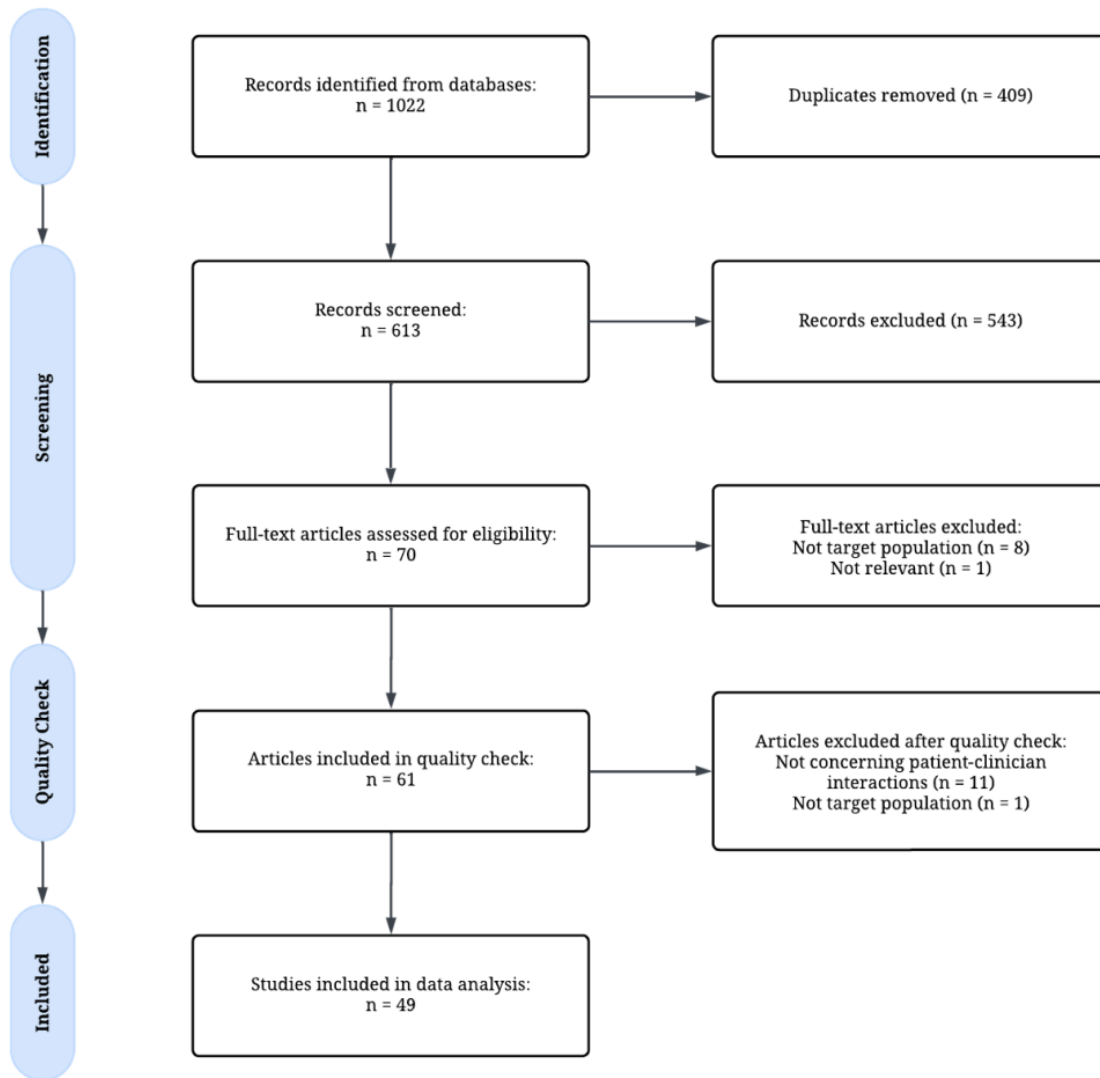 Identification
Records identified from databases:
n = 1022
Duplicates removed (n = 409)
Screening
Records screened:
n = 613
Records excluded (n = 543)
Full-text articles assessed for eligibility:
n = 70
Full-text articles excluded:
Not target population (n = 8)
Not relevant (n = 1)
Quality Check
Articles included in quality check:
n = 61
Articles excluded after quality check:
Not concerning patient-clinician
interactions (n = 11)
Not target population (n = 1)
Included
Studies included in data analysis:
n = 49